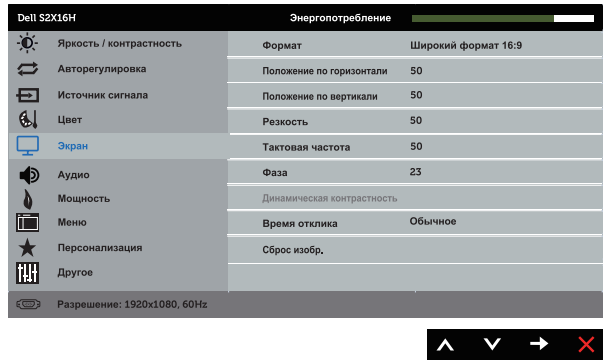 Dell S2X16H Энергопотребление
Яркость / контрастность
Авторегулировка
Источник сигнала
Цвет
Экран
Аудио
Мощность
Меню
Персонализация
Другое
Формат Широкий формат 16:9
Положение по горизонтали 50
Положение по вертикали 50
Резкость 50
Тактовая частота 50
Фаза 23
Динамическая контрастность
Время отклика Обычное
Сброс изобр.
Разрешение: 1920x1080, 60Hz